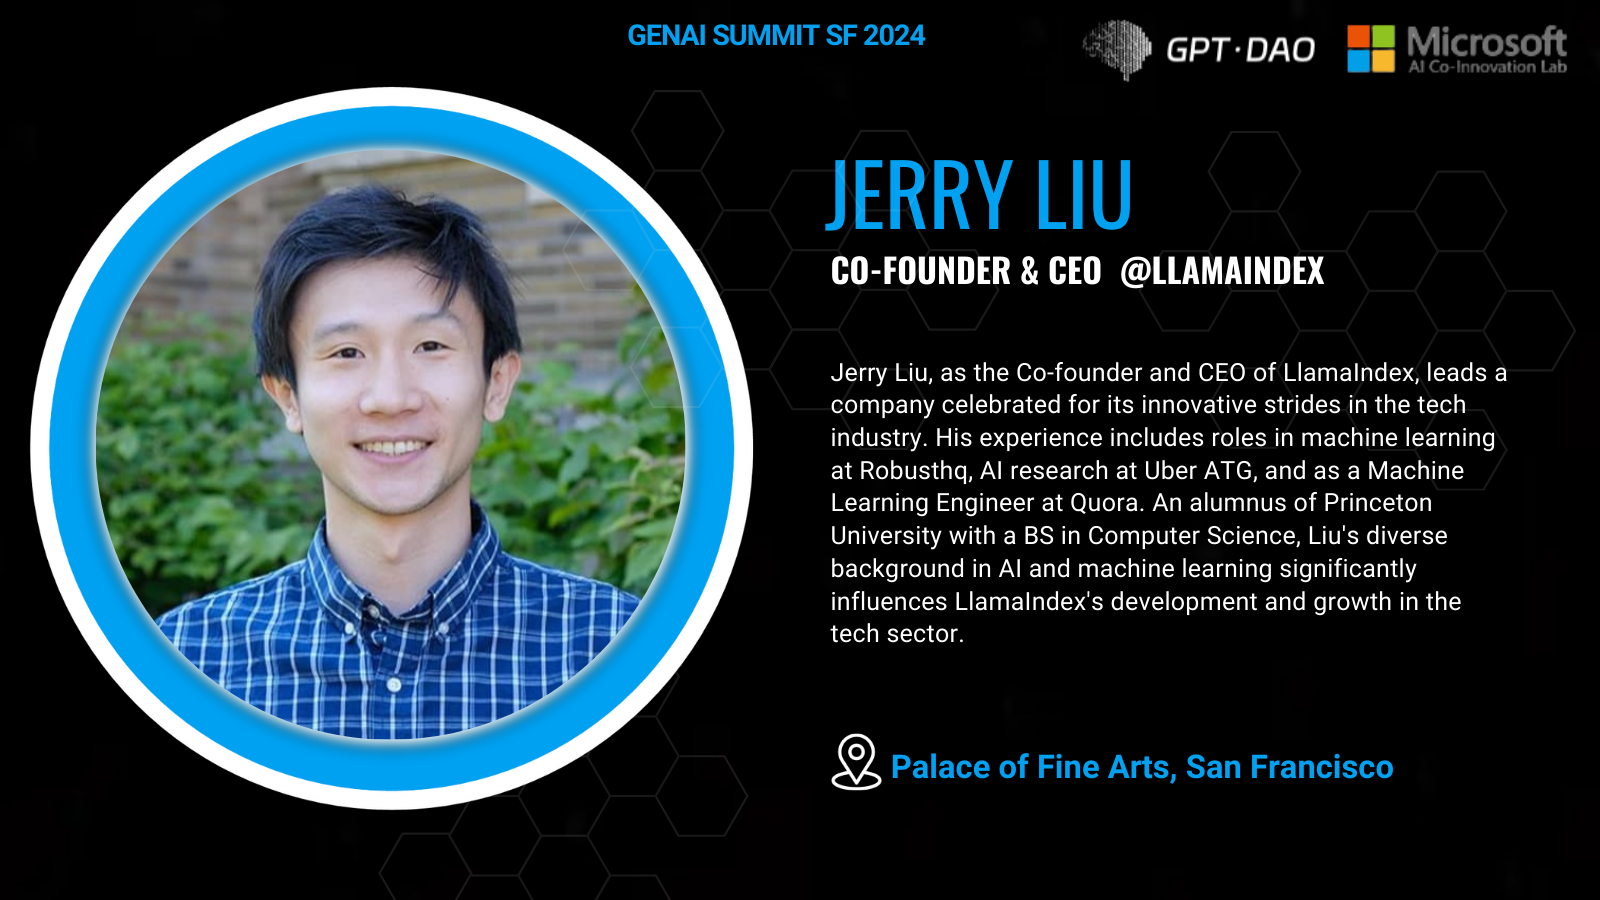 GENAI SUMMIT SF 2024
GPT·DAO
Microsoft
AI Co-Innovation Lab
JERRY LIU
CO-FOUNDER & CEO @LLAMAINDEX
Jerry Liu, as the Co-founder and CEO of LlamaIndex, leads a
company celebrated for its innovative strides in the tech
industry. His experience includes roles in machine learning
at Robusthq, AI research at Uber ATG, and as a Machine
Learning Engineer at Quora. An alumnus of Princeton
University with a BS in Computer Science, Liu's diverse
background in AI and machine learning significantly
influences LlamaIndex's development and growth in the
tech sector.
Palace of Fine Arts, San Francisco